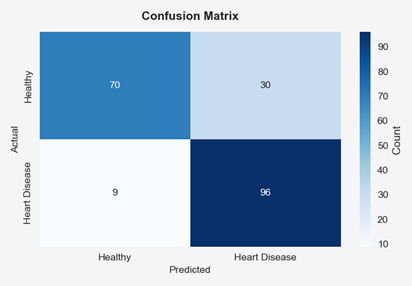 Confusion Matrix
Actual
Healthy
70
30
Heart Disease
9
96
Healthy
Heart Disease
Predicted
90
80
70
60
50
40
30
20
10
Count